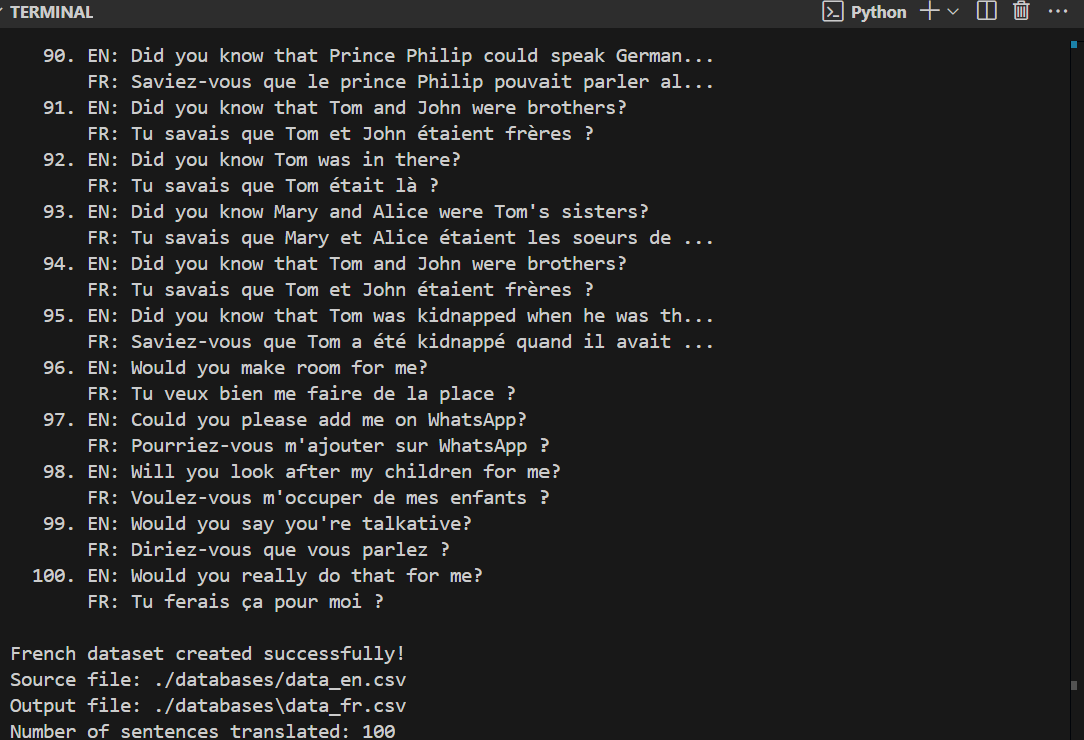 TERMINAL
Python
90. EN: Did you know that Prince Philip could speak German...
FR: Saviez-vous que le prince Philip pouvait parler al...
91. EN: Did you know that Tom and John were brothers?
FR: Tu savais que Tom et John étaient frères ?
92. EN: Did you know Tom was in there?
FR: Tu savais que Tom était là ?
93. EN: Did you know Mary and Alice were Tom's sisters?
FR: Tu savais que Mary et Alice étaient les soeurs de ...
94. EN: Did you know that Tom and John were brothers?
FR: Tu savais que Tom et John étaient frères ?
95. EN: Did you know that Tom was kidnapped when he was th...
FR: Saviez-vous que Tom a été kidnappé quand il avait ...
96. EN: Would you make room for me?
FR: Tu veux bien me faire de la place ?
97. EN: Could you please add me on WhatsApp?
FR: Pourriez-vous m'ajouter sur WhatsApp ?
98. EN: Will you look after my children for me?
FR: Voulez-vous m'occuper de mes enfants ?
99. EN: Would you say you're talkative?
FR: Diriez-vous que vous parlez ?
100. EN: Would you really do that for me?
FR: Tu ferais ça pour moi ?
French dataset created successfully!
Source file: ./databases/data_en.csv
Output file: ./databases\data_fr.csv
Number of sentences translated: 100